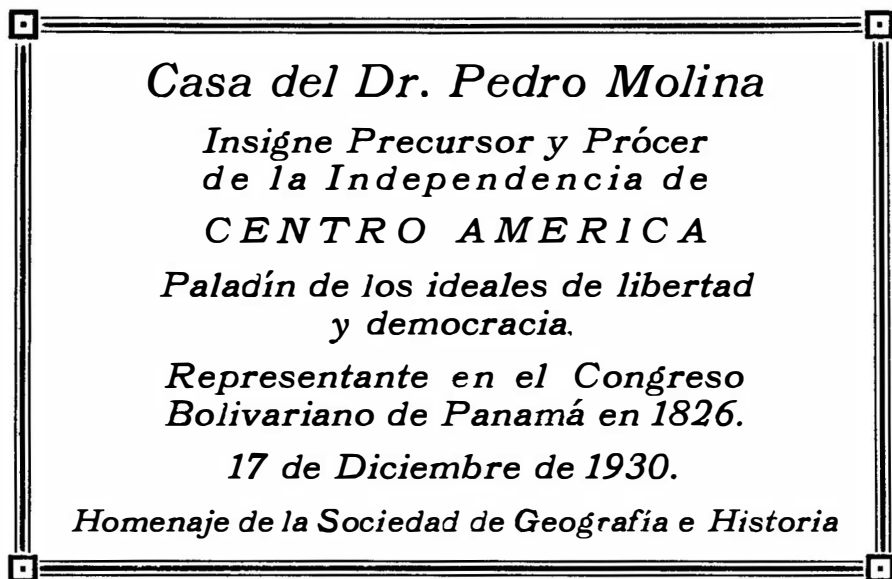 Casa del Dr. Pedro Molina
Insigne Precursor y Prócer
de la Independencia de
CENTRO AMERICA
Paladín de los ideales de libertad
y democracia.
Representante en el Congreso
Bolivariano de Panamá en 1826.
17 de Diciembre de 1930.
Homenaje de la Sociedad de Geografía e Historia